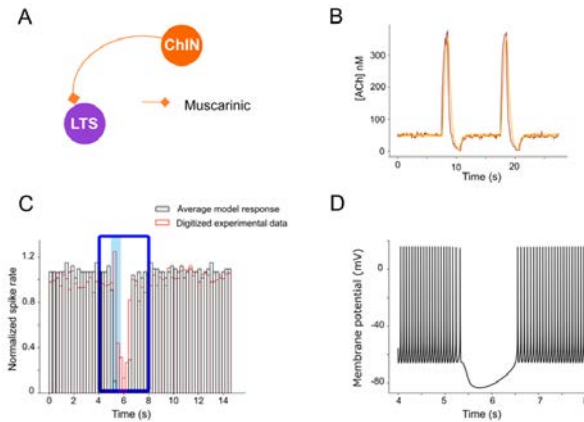 A
ChIN
LTS
Muscarinic
B
[ACh] nM
300
200
100
0
0
10
20
Time (s)
C
Average model response
Digitized experimental data
Normalized spike rate
1.2
0.8
0.4
0
0
2
4
6
8
10
12
14
Time (s)
D
Membrane potential (mV)
0
-40
-80
4
5
6
7
Time (s)